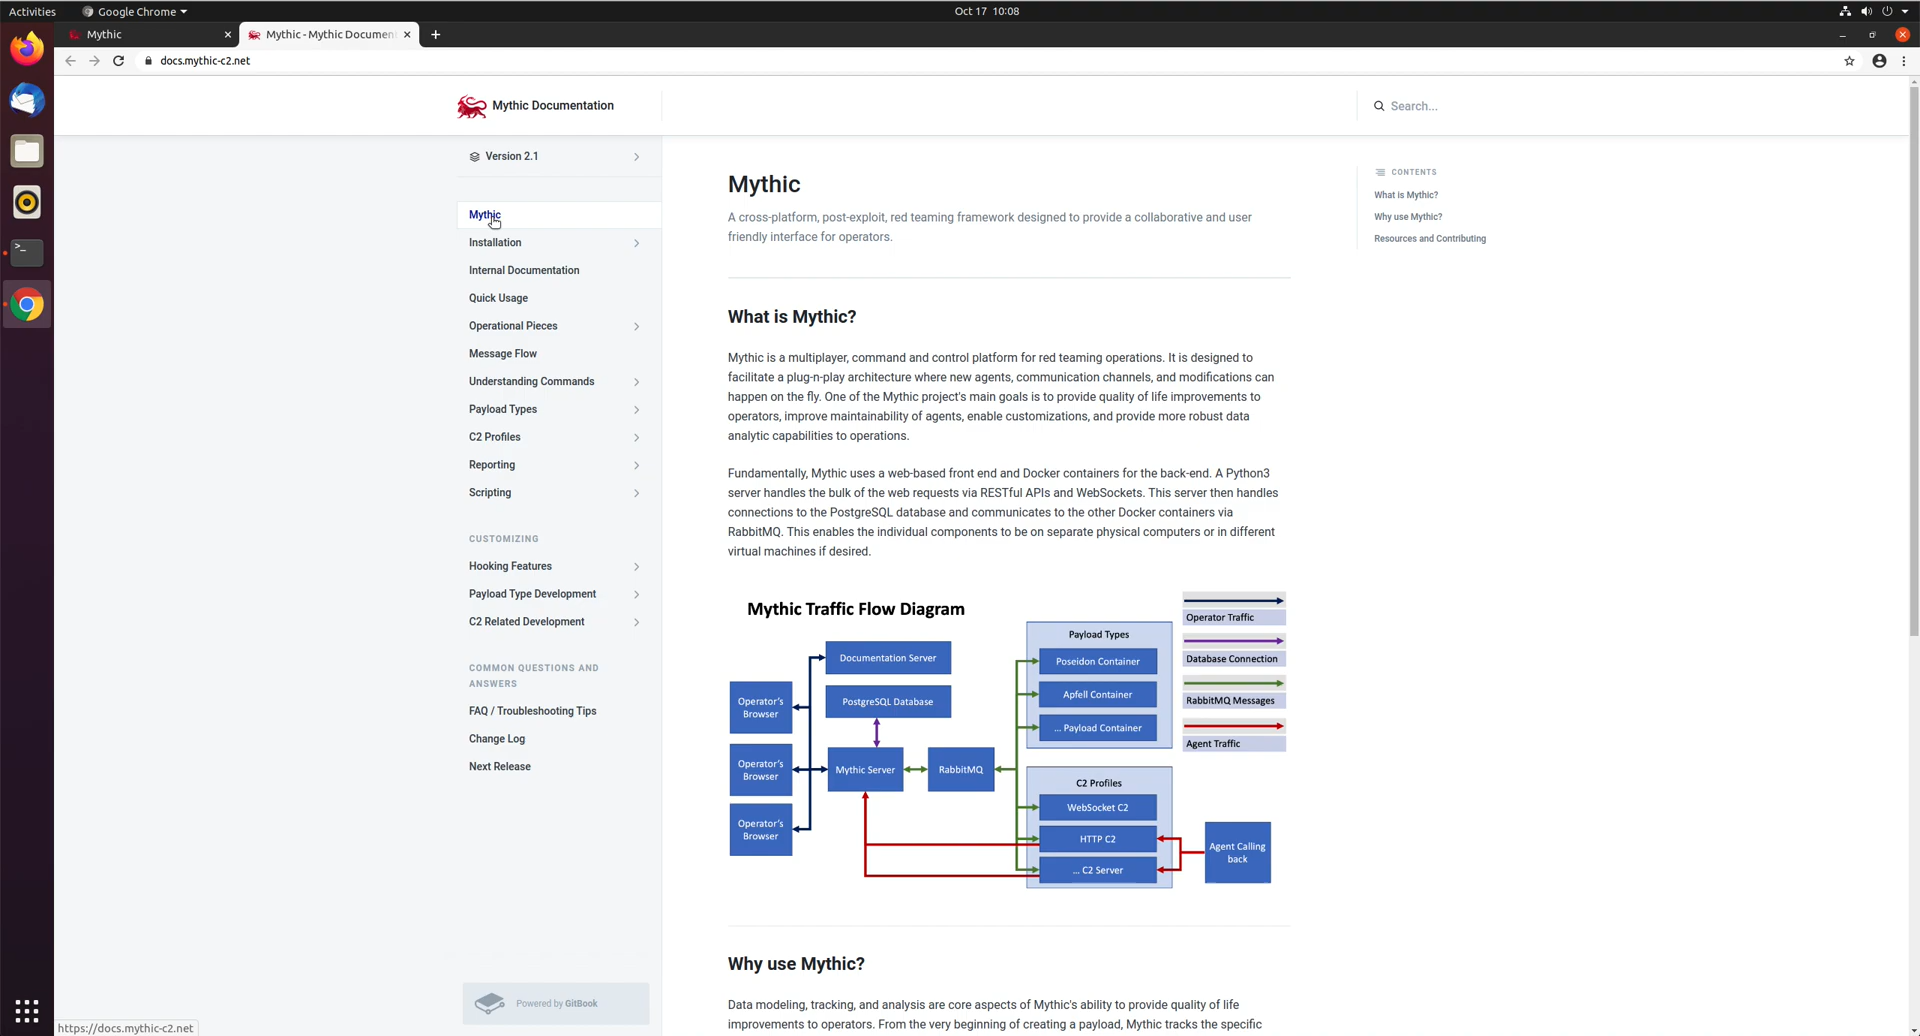 Activities
Google Chrome
Oct 17 10:08
Mythic
Mythic - Mythic Documen
docs.mythic-c2.net
Mythic Documentation
Search...
Version 2.1
Mythic
Installation
Internal Documentation
Quick Usage
Operational Pieces
Message Flow
Understanding Commands
Payload Types
C2 Profiles
Reporting
Scripting
CUSTOMIZING
Hooking Features
Payload Type Development
C2 Related Development
COMMON QUESTIONS AND
ANSWERS
FAQ / Troubleshooting Tips
Change Log
Next Release
Powered by GitBook
https://docs.mythic-c2.net
Mythic
A cross-platform, post-exploit, red teaming framework designed to provide a collaborative and user
friendly interface for operators.
What is Mythic?
Mythic is a multiplayer, command and control platform for red teaming operations. It is designed to
facilitate a plug-n-play architecture where new agents, communication channels, and modifications can
happen on the fly. One of the Mythic project's main goals is to provide quality of life improvements to
operators, improve maintainability of agents, enable customizations, and provide more robust data
analytic capabilities to operations.
Fundamentally, Mythic uses a web-based front end and Docker containers for the back-end. A Python3
server handles the bulk of the web requests via RESTful APIs and WebSockets. This server then handles
connections to the PostgreSQL database and communicates to the other Docker containers via
RabbitMQ. This enables the individual components to be on separate physical computers or in different
virtual machines if desired.
Mythic Traffic Flow Diagram
Operator's
Browser
Operator's
Browser
Operator's
Browser
Documentation Server
PostgreSQL Database
Mythic Server
RabbitMQ
Payload Types
Poseidon Container
Apfell Container
... Payload Container
C2 Profiles
WebSocket C2
HTTP C2
... C2 Server
Agent Calling
back
Operator Traffic
Database Connection
RabbitMQ Messages
Agent Traffic
Why use Mythic?
Data modeling, tracking, and analysis are core aspects of Mythic's ability to provide quality of life
improvements to operators. From the very beginning of creating a payload, Mythic tracks the specific
CONTENTS
What is Mythic?
Why use Mythic?
Resources and Contributing